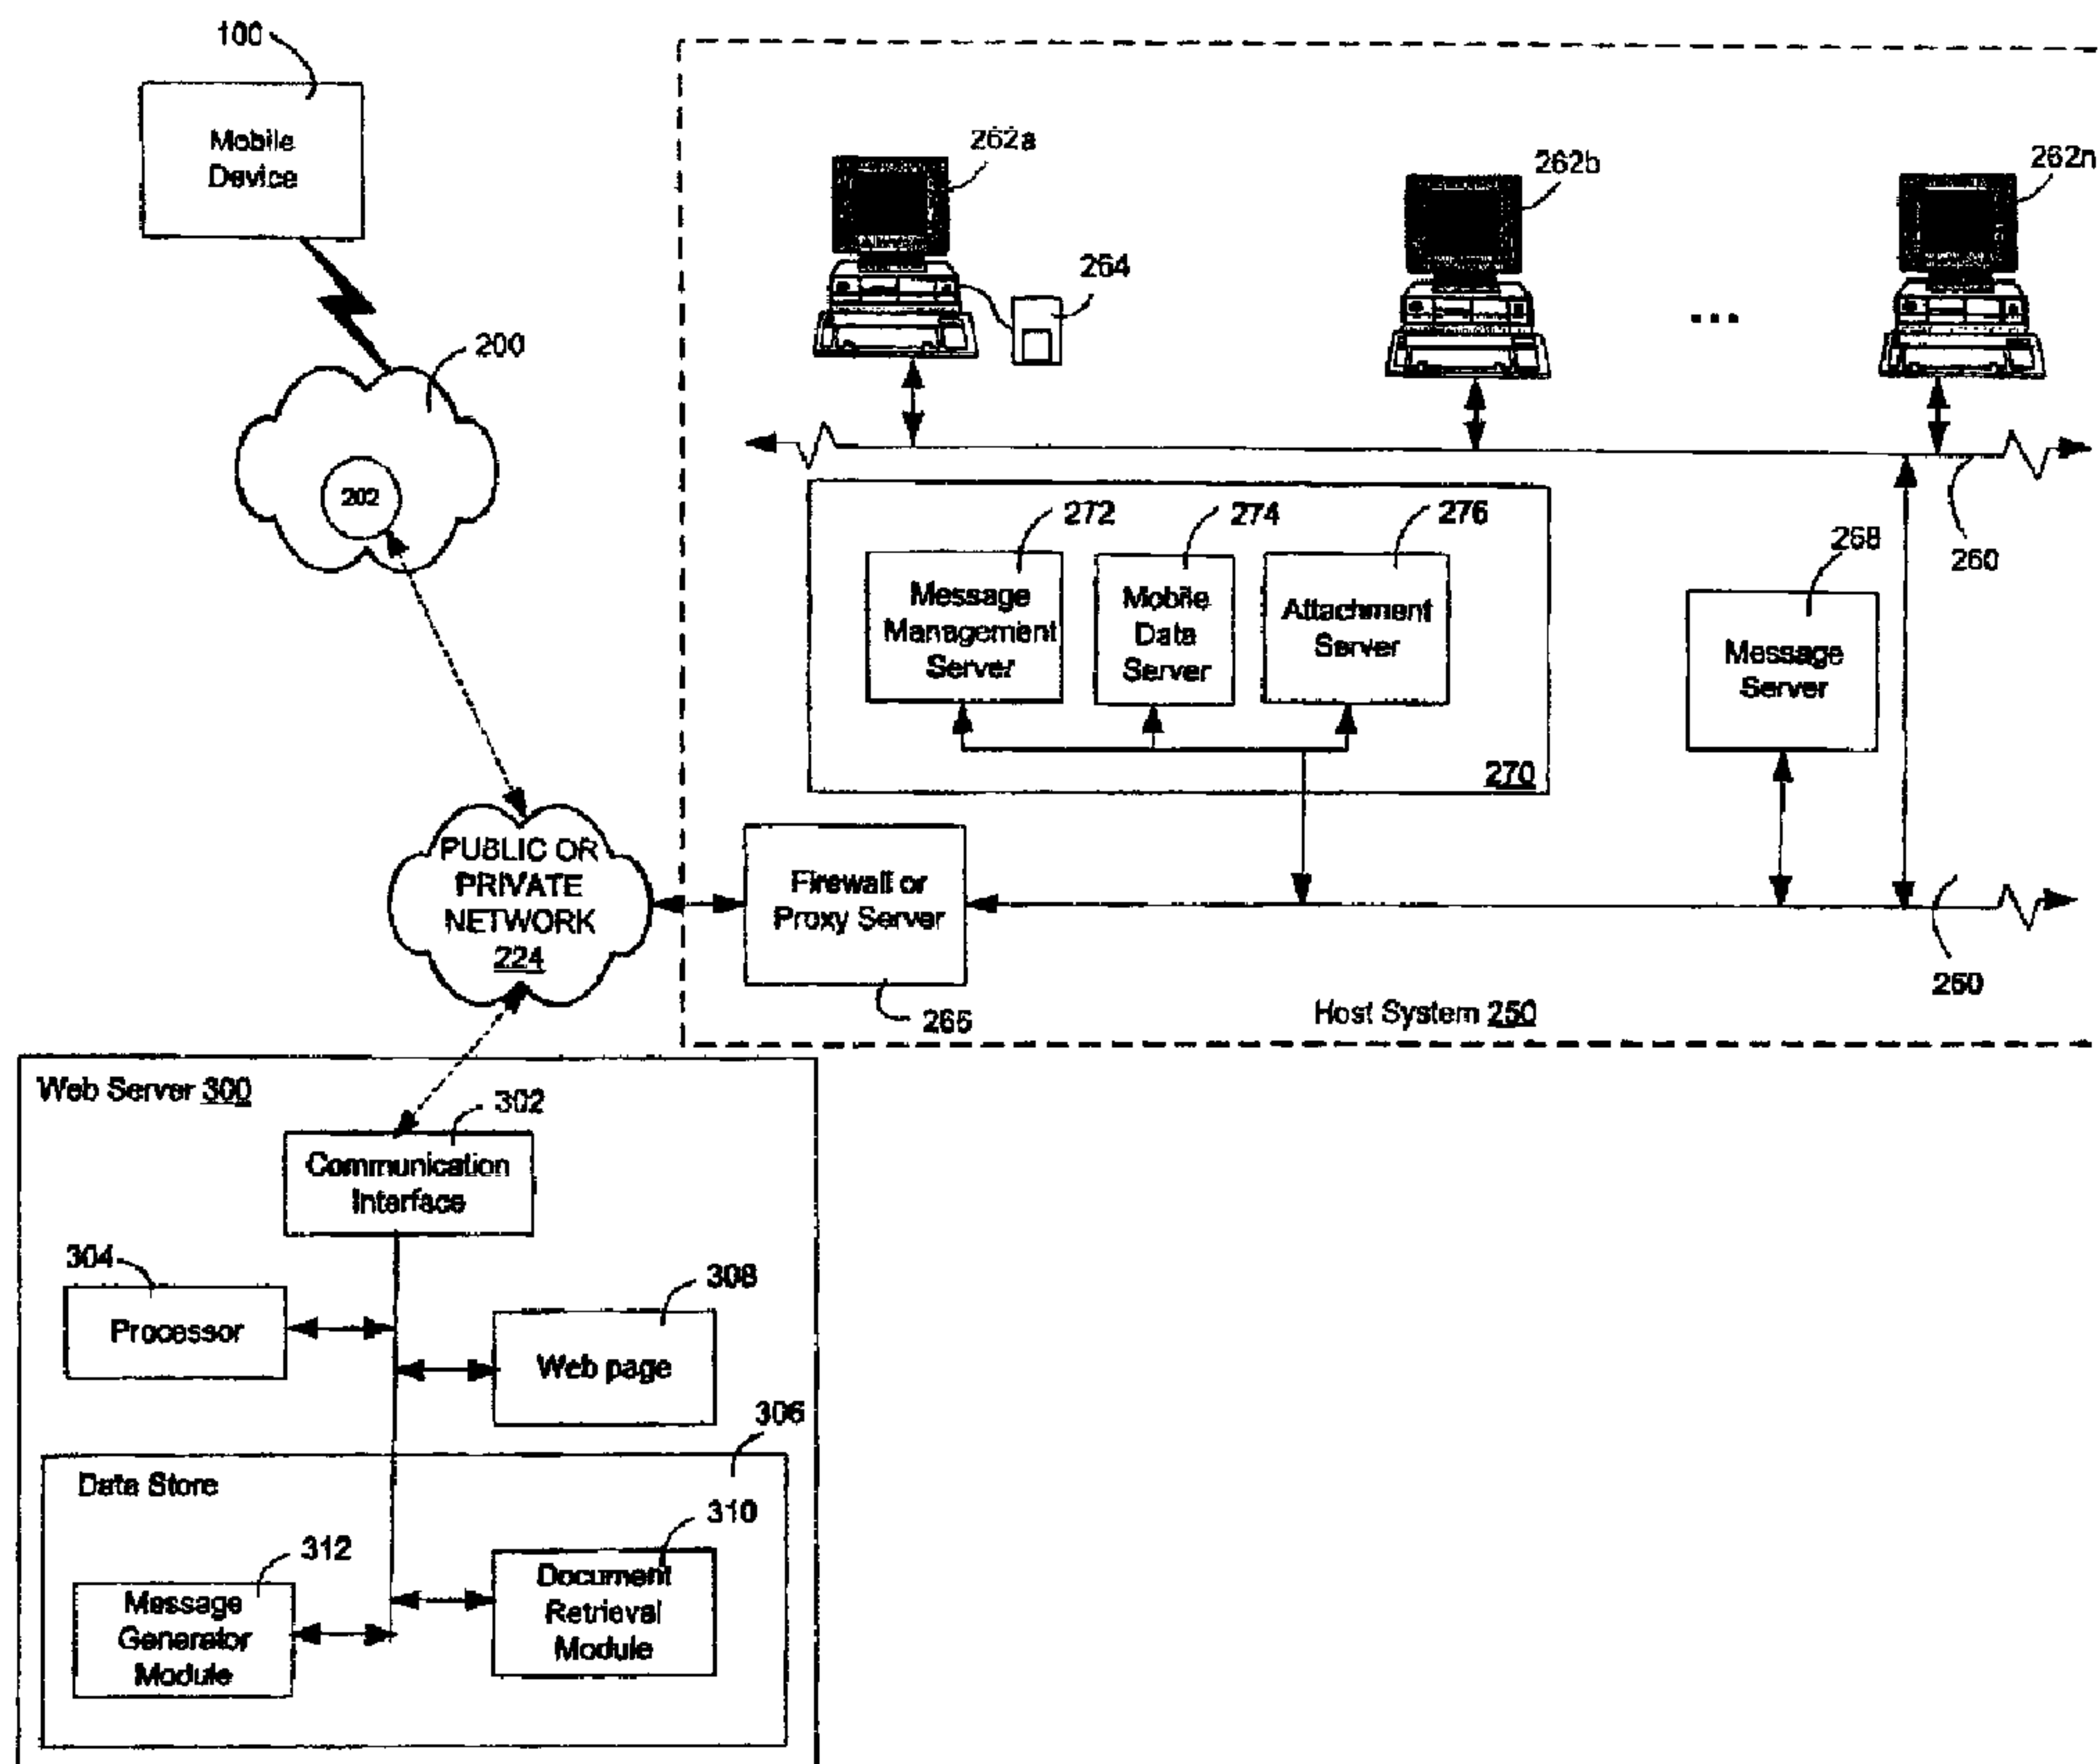 100
Mobile
Device
200
202
PUBLIC OR
PRIVATE
NETWORK
224
262a
264
262b
...
262n
260
272
Message
Management
Server
274
Mobile
Data
Server
276
Attachment
Server
270
268
Message
Server
Firewall or
Proxy Server
266
260
Host System 250
Web Server 300
302
Communication
Interface
304
Processor
308
Web page
306
Data Store
310
Document
Retrieval
Module
312
Message
Generator
Module